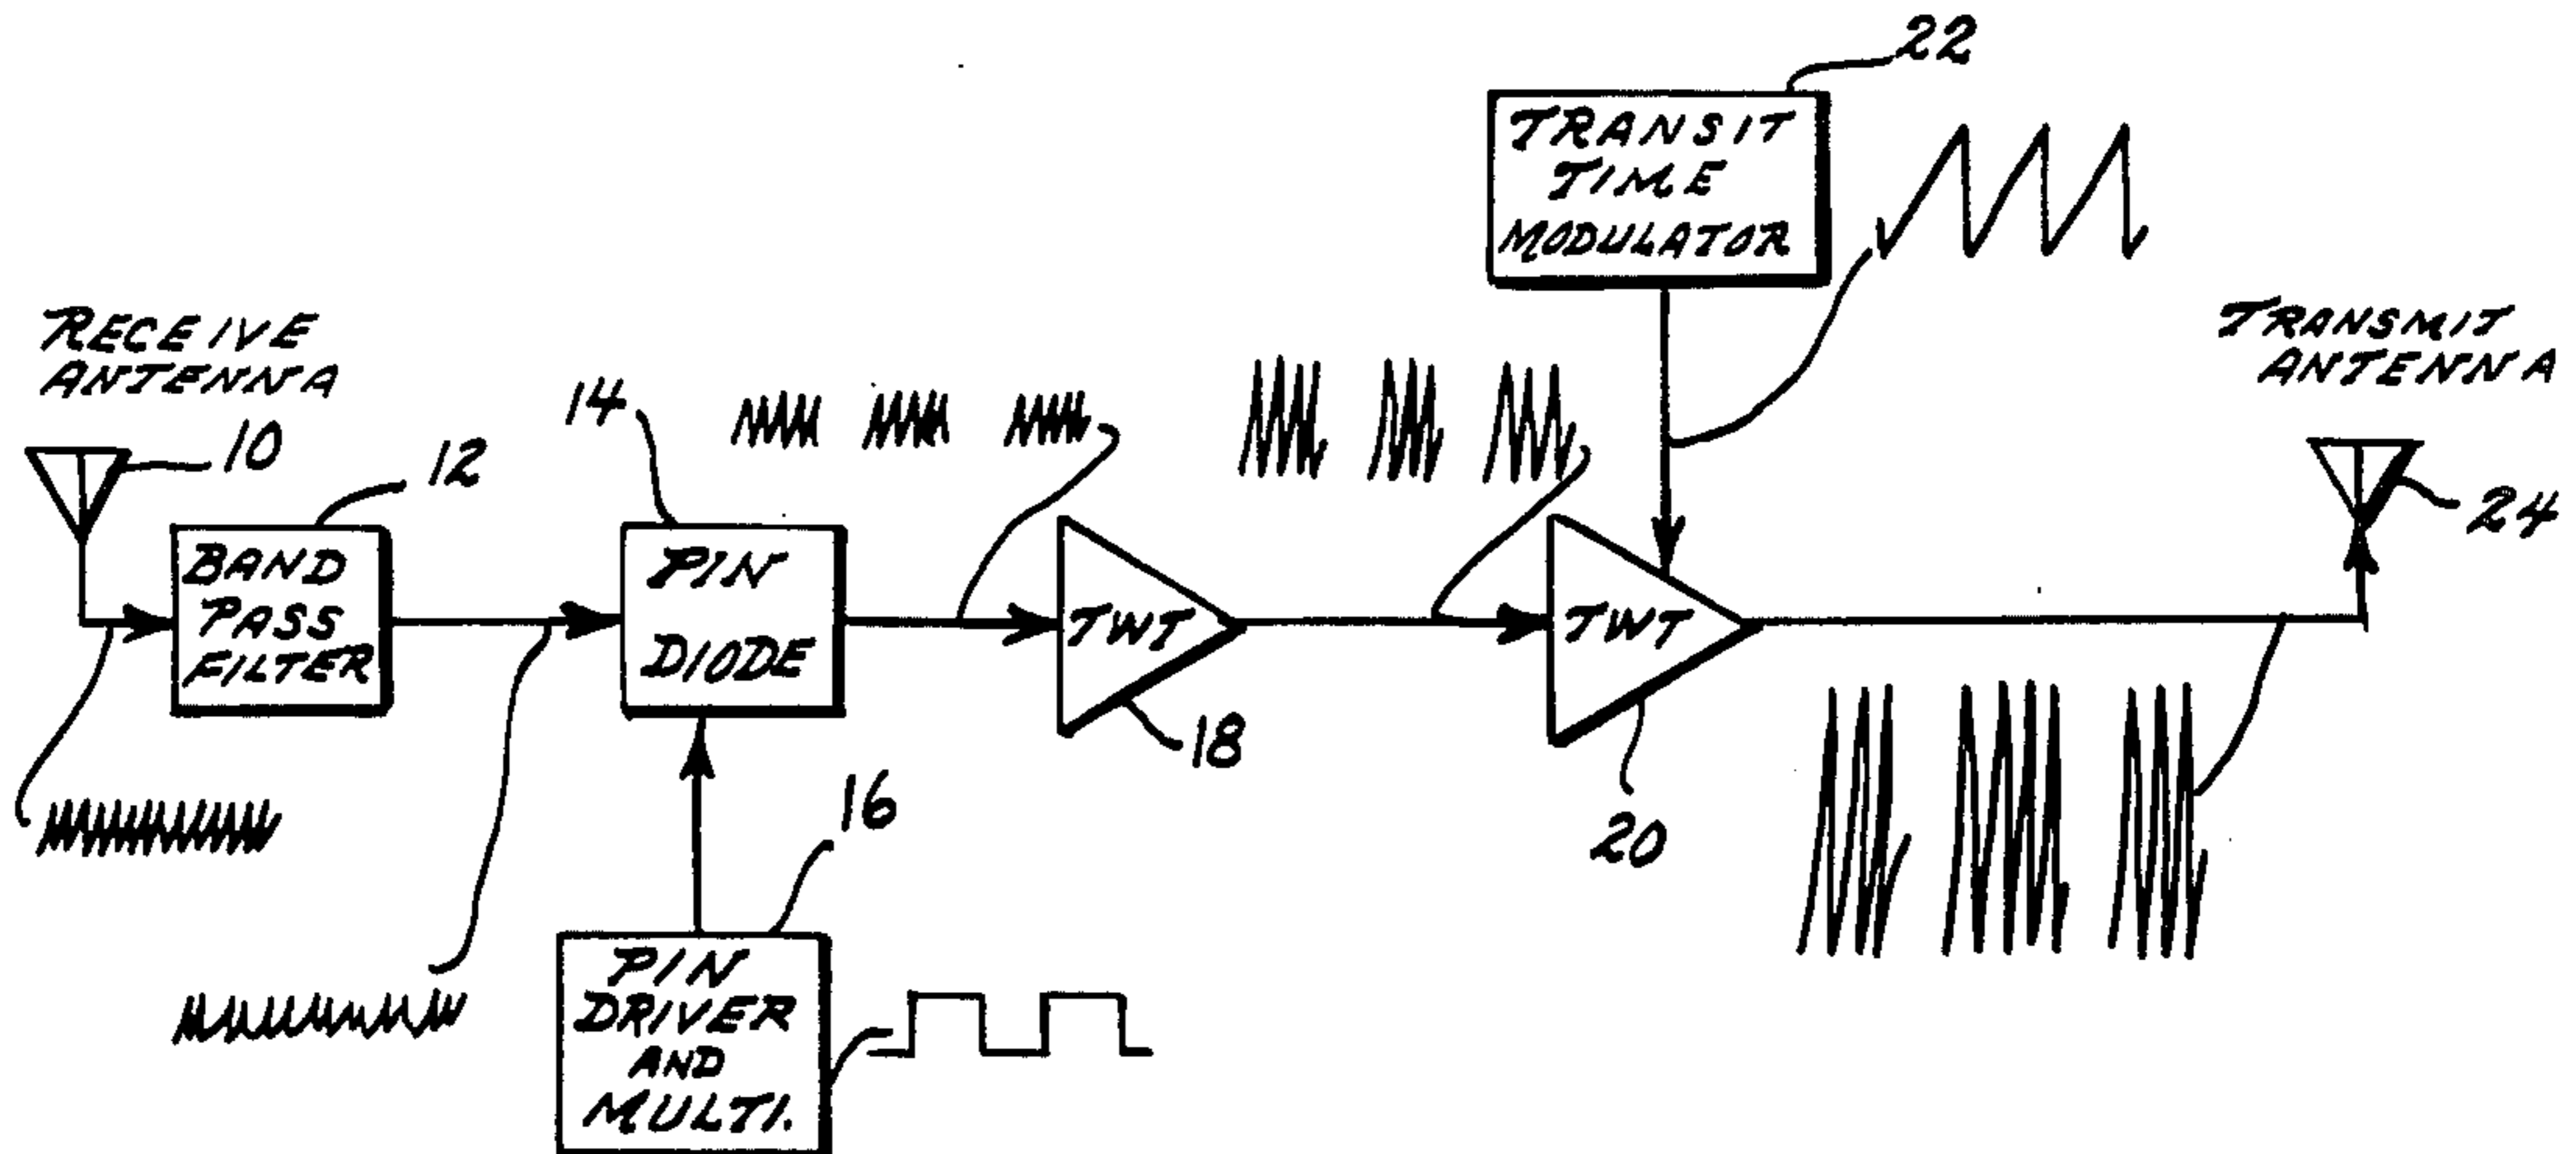 22
TRANSIT
TIME
MODULATOR
RECEIVE
ANTENNA
10
12
BAND
PASS
FILTER
14
PIN
DIODE
16
PIN
DRIVER
AND
MULTI.
TWT
18
TWT
20
TRANSMIT
ANTENNA
24